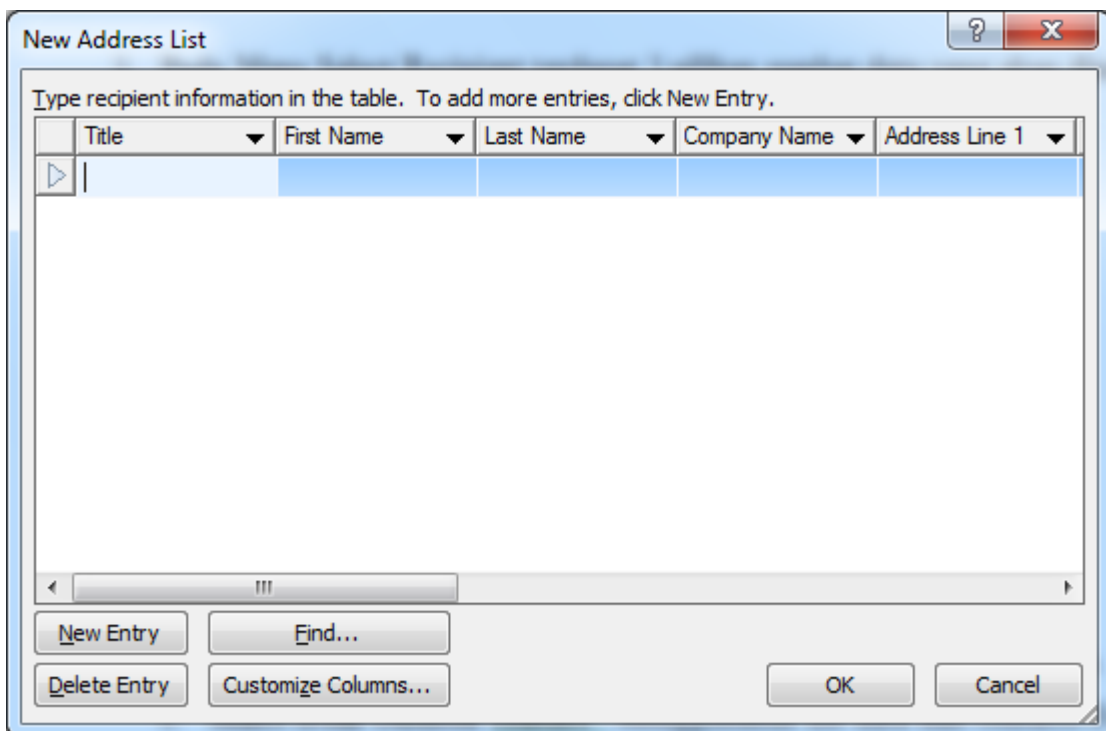 New Address List
Type recipient information in the table. To add more entries, click New Entry.
Title First Name Last Name Company Name Address Line 1
New Entry Find...
Delete Entry Customize Columns... OK Cancel